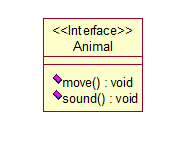 <<Interface>>
Animal
move() : void
sound() : void